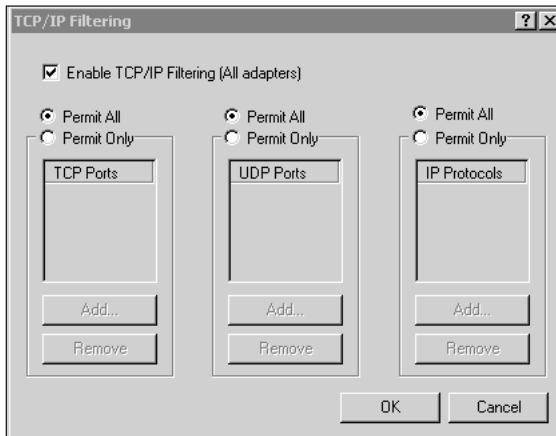 TCP/IP Filtering
Enable TCP/IP Filtering (All adapters)
Permit All
Permit Only
TCP Ports
Add...
Remove
Permit All
Permit Only
UDP Ports
Add...
Remove
Permit All
Permit Only
IP Protocols
Add...
Remove
OK
Cancel